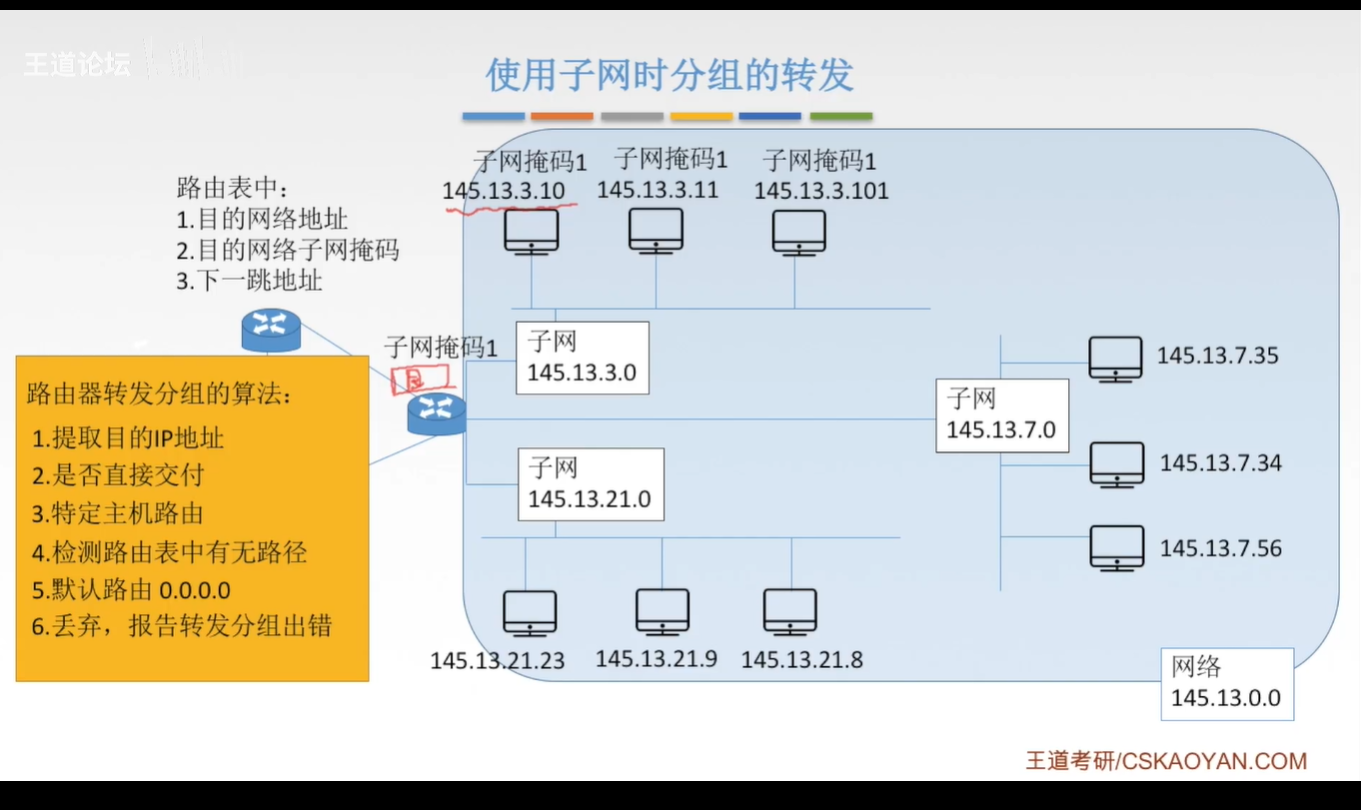 王道论坛
使用子网时分组的转发
子网掩码1
子网掩码1
子网掩码1
145.13.3.10
145.13.3.11
145.13.3.101
路由表中：
1.目的网络地址
2.目的网络子网掩码
3.下一跳地址
子网掩码1
子网
145.13.3.0
145.13.7.35
路由器转发分组的算法：
1.提取目的IP地址
2.是否直接交付
3.特定主机路由
4.检测路由表中有无路径
5.默认路由 0.0.0.0
6.丢弃，报告转发分组出错
子网
145.13.7.0
子网
145.13.21.0
145.13.7.34
145.13.7.56
145.13.21.23
145.13.21.9
145.13.21.8
网络
145.13.0.0
王道考研/CSKAOYAN.COM